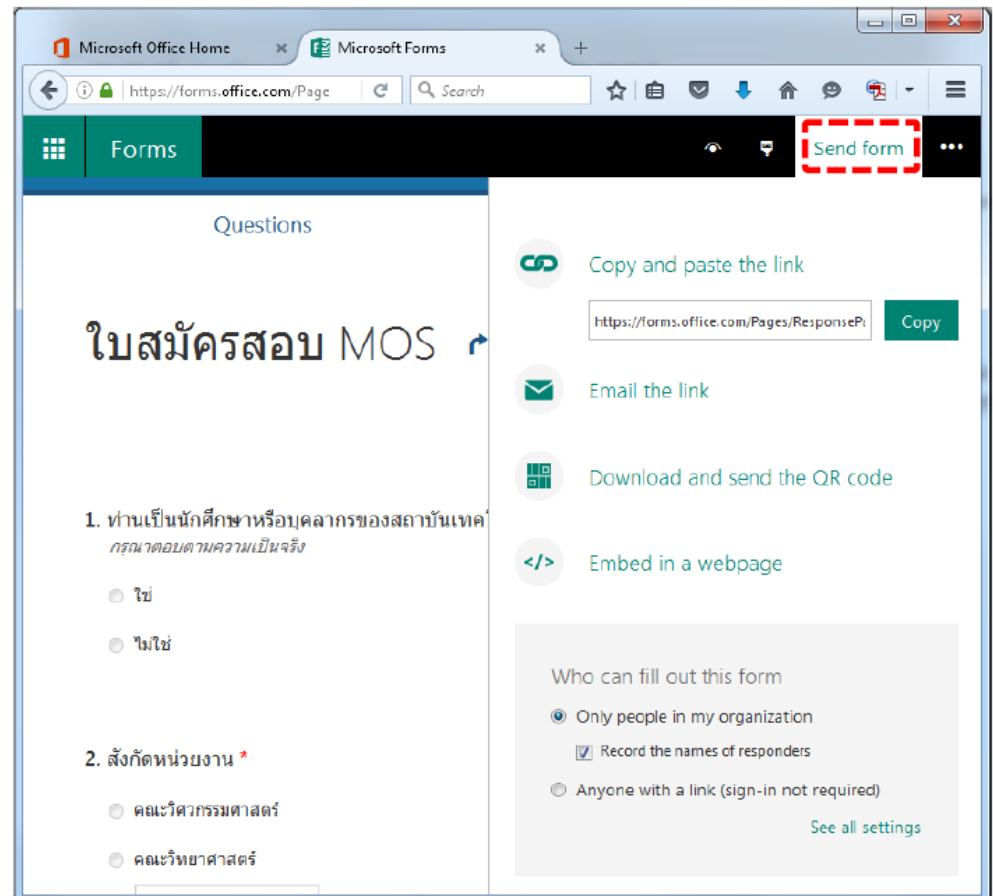 Microsoft Office Home
Microsoft Forms
https://forms.office.com/Page
Search
Forms
Send form
Questions
Copy and paste the link
https://forms.office.com/Pages/ResponseP
Copy
ใบสมัครสอบ MOS
Email the link
Download and send the QR code
1. ท่านเป็นนักศึกษาหรือบุคลากรของสถาบันเทค
กรุณาตอบตามความเป็นจริง
Embed in a webpage
ใช่
ไม่ใช่
Who can fill out this form
Only people in my organization
Record the names of responders
2. สังกัดหน่วยงาน *
Anyone with a link (sign-in not required)
คณะวิศวกรรมศาสตร์
See all settings
คณะวิทยาศาสตร์